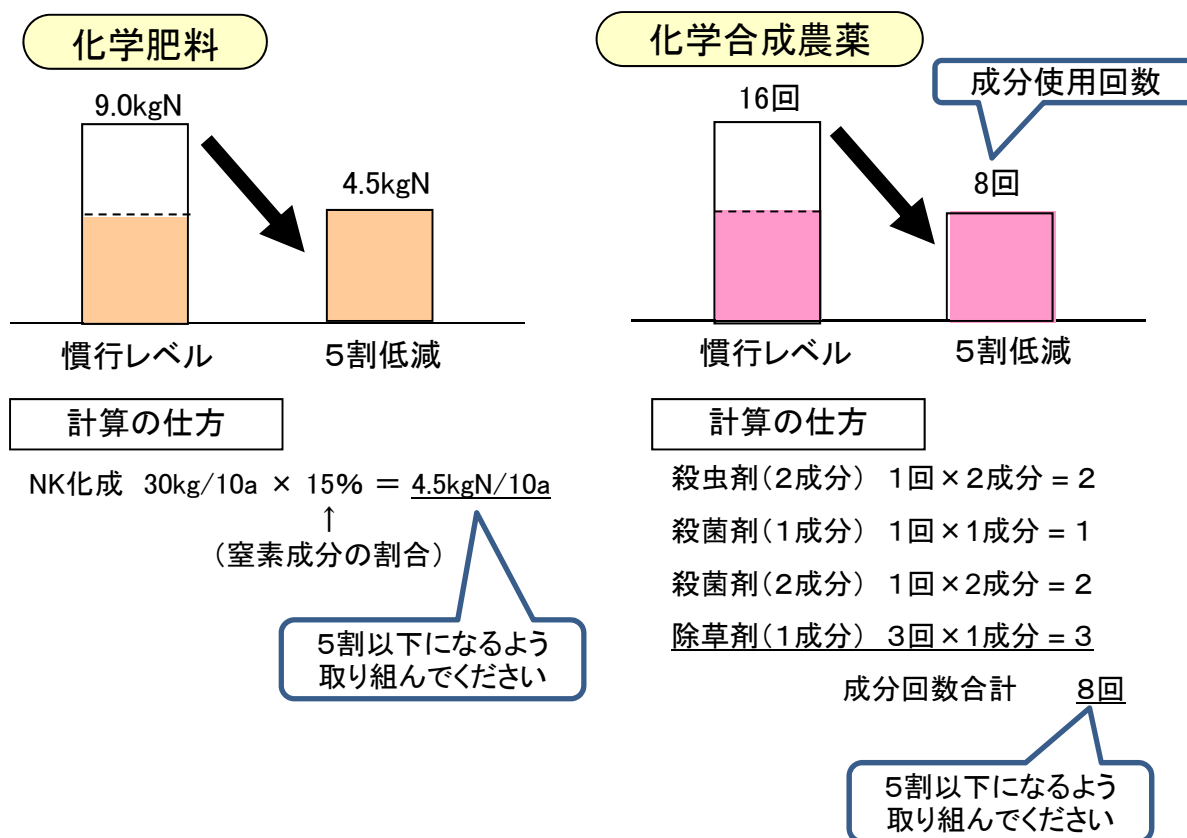 化学肥料
9.0kgN
4.5kgN
慣行レベル
５割低減
計算の仕方
NK化成 30kg/10a × 15% = 4.5kgN/10a
↑
（窒素成分の割合）
５割以下になるよう
取り組んでください
化学合成農薬
成分使用回数
16回
8回
慣行レベル
５割低減
計算の仕方
殺虫剤（２成分） １回×２成分＝２
殺菌剤（１成分） １回×１成分＝１
殺菌剤（２成分） １回×２成分＝２
除草剤（１成分） ３回×１成分＝３
成分回数合計 8回
５割以下になるよう
取り組んでください